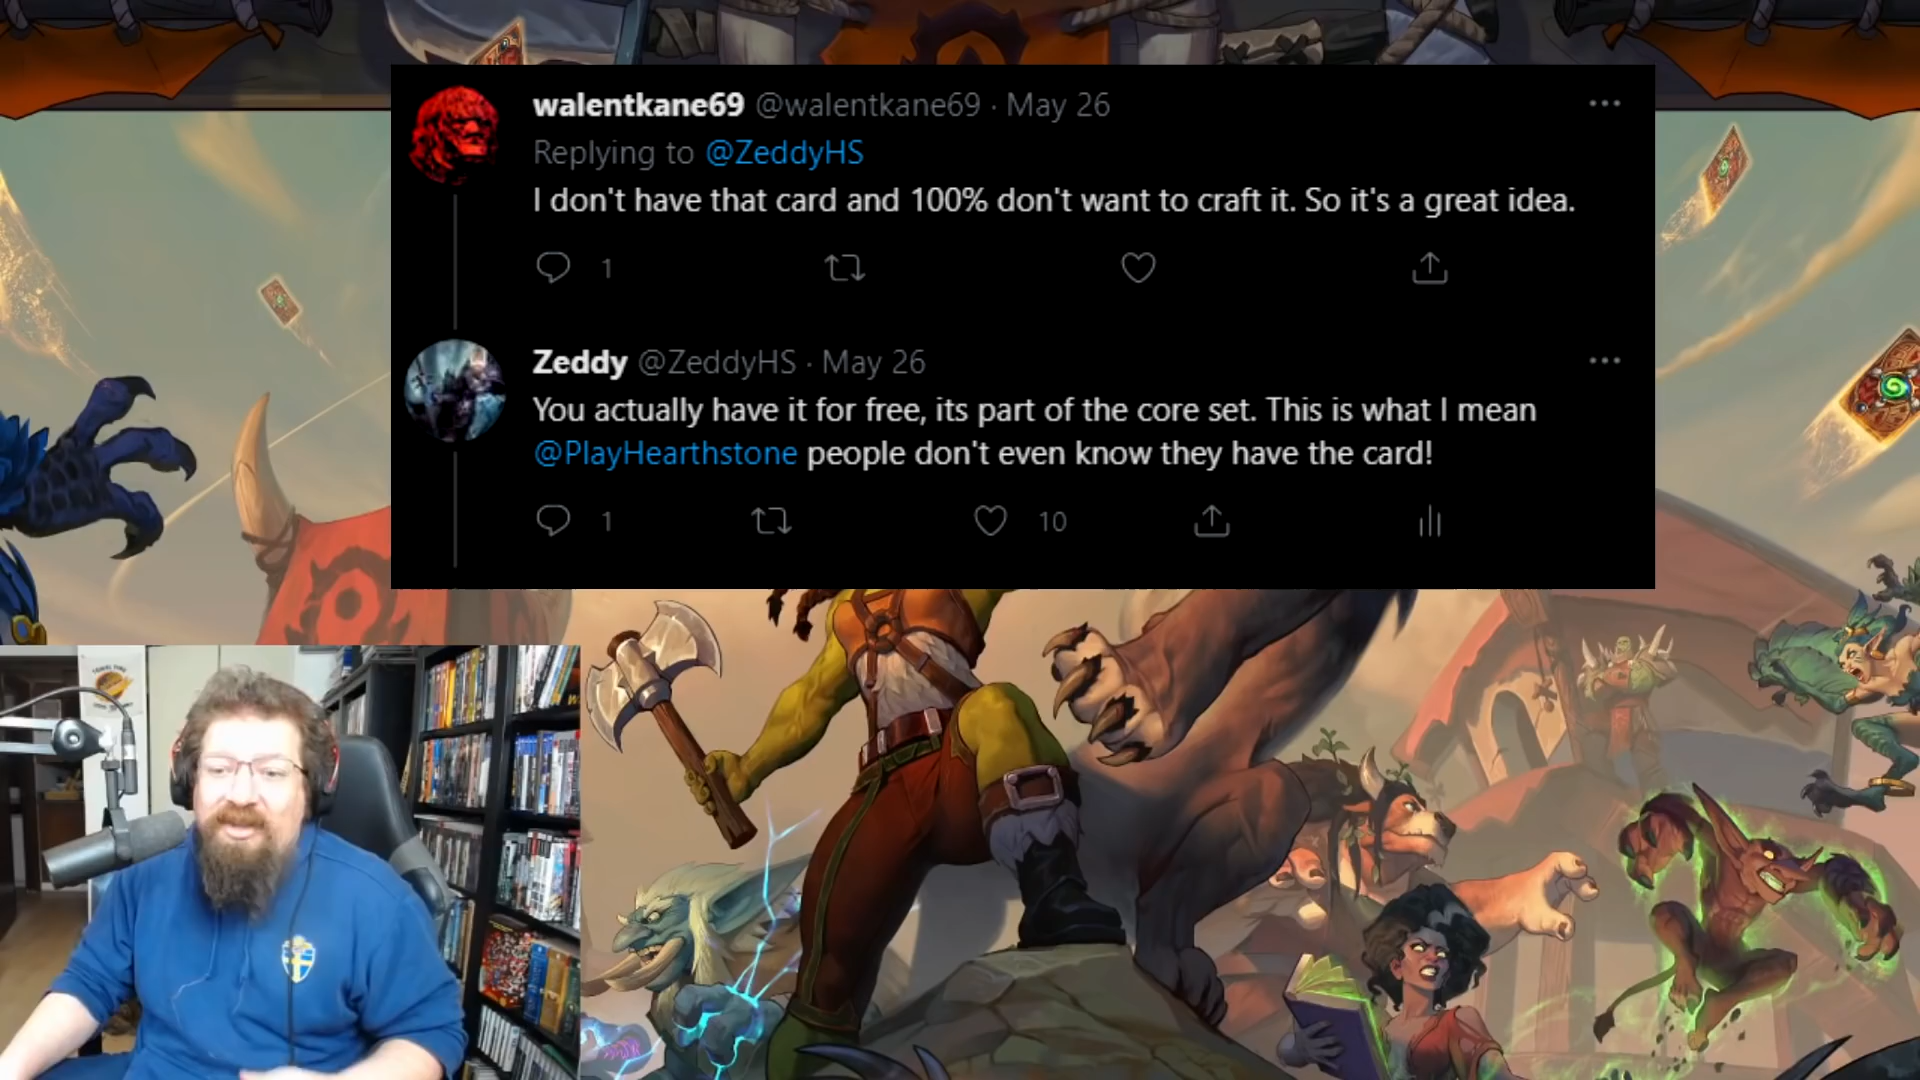 walentkane69 @walentkane69 · May 26
Replying to @ZeddyHS
I don't have that card and 100% don't want to craft it. So it's a great idea.
1
Zeddy @ZeddyHS · May 26
You actually have it for free, its part of the core set. This is what I mean
@PlayHearthstone people don't even know they have the card!
1 10